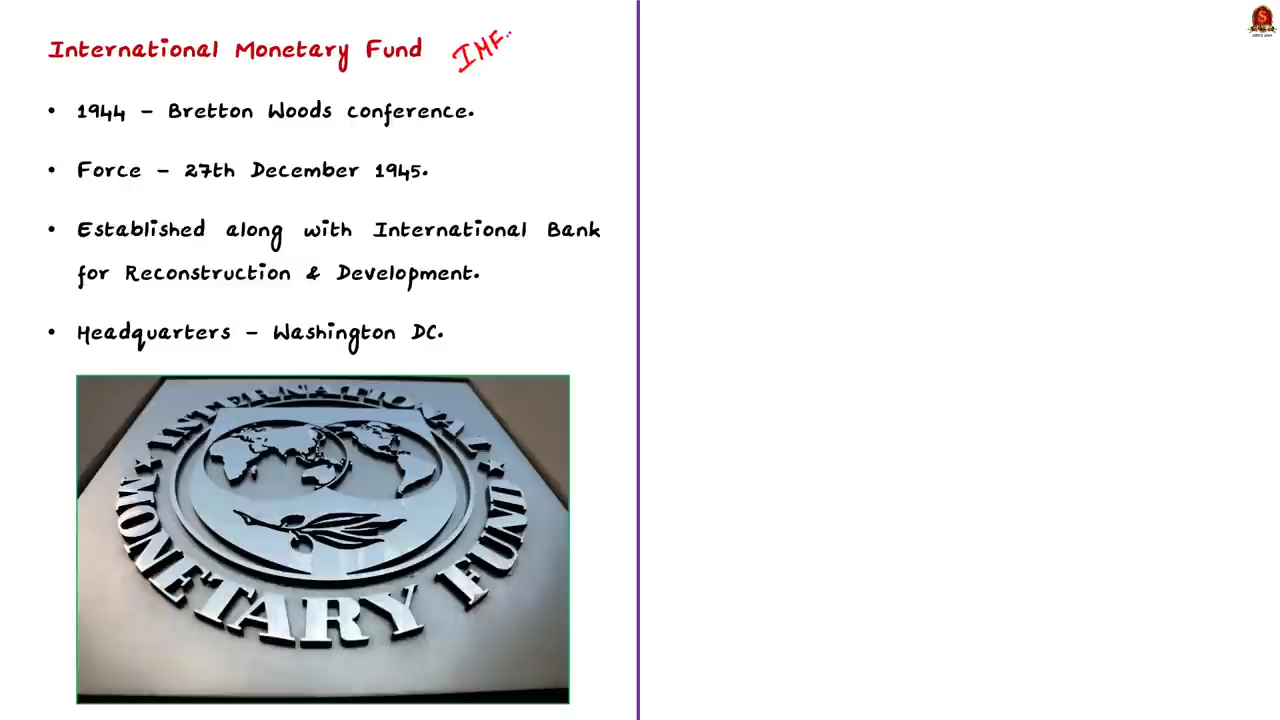 International Monetary Fund IMF..
• 1944 – Bretton Woods conference.
• Force – 27th December 1945.
• Established along with International Bank
for Reconstruction & Development.
• Headquarters – Washington DC.
INTERNATIONAL
MONETARY FUND
S